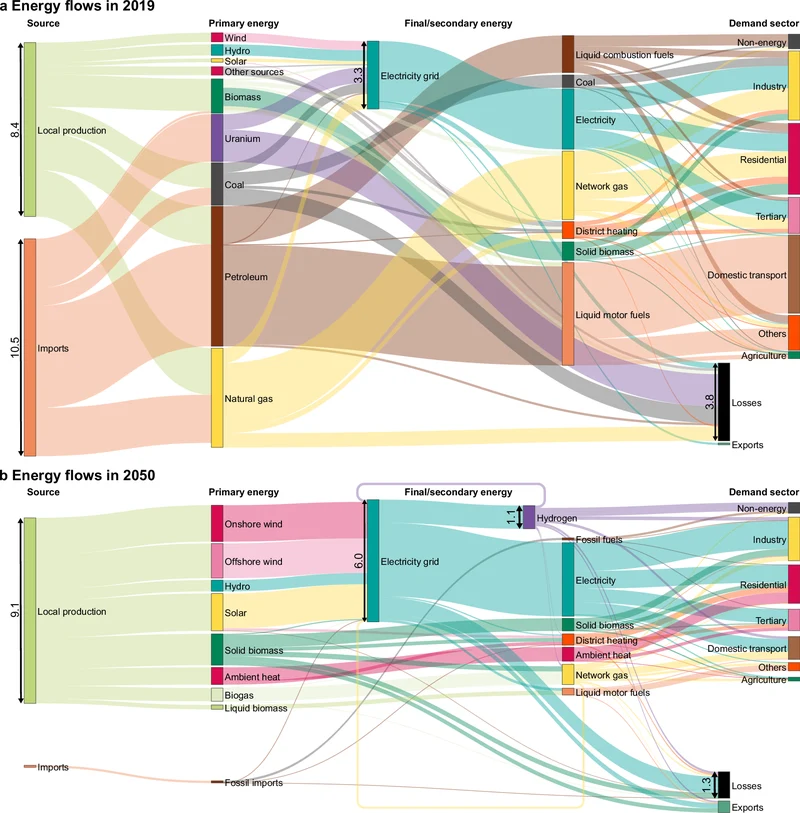 a Energy flows in 2019
Source
Primary energy
Final/secondary energy
Demand sector
8.4
Local production
10.5
Imports
Wind
Hydro
Solar
Other sources
Biomass
Uranium
Coal
Petroleum
Natural gas
3.3
Electricity grid
Liquid combustion fuels
Coal
Electricity
Network gas
District heating
Solid biomass
Liquid motor fuels
Non-energy
Industry
Residential
Tertiary
Domestic transport
Others
Agriculture
3.8
Losses
Exports
b Energy flows in 2050
Source
Primary energy
Final/secondary energy
Demand sector
9.1
Local production
Imports
Onshore wind
Offshore wind
Hydro
Solar
Solid biomass
Ambient heat
Biogas
Liquid biomass
Fossil imports
6.0
Electricity grid
1.1
Hydrogen
Fossil fuels
Electricity
Solid biomass
District heating
Ambient heat
Network gas
Liquid motor fuels
Non-energy
Industry
Residential
Tertiary
Domestic transport
Others
Agriculture
1.3
Losses
Exports